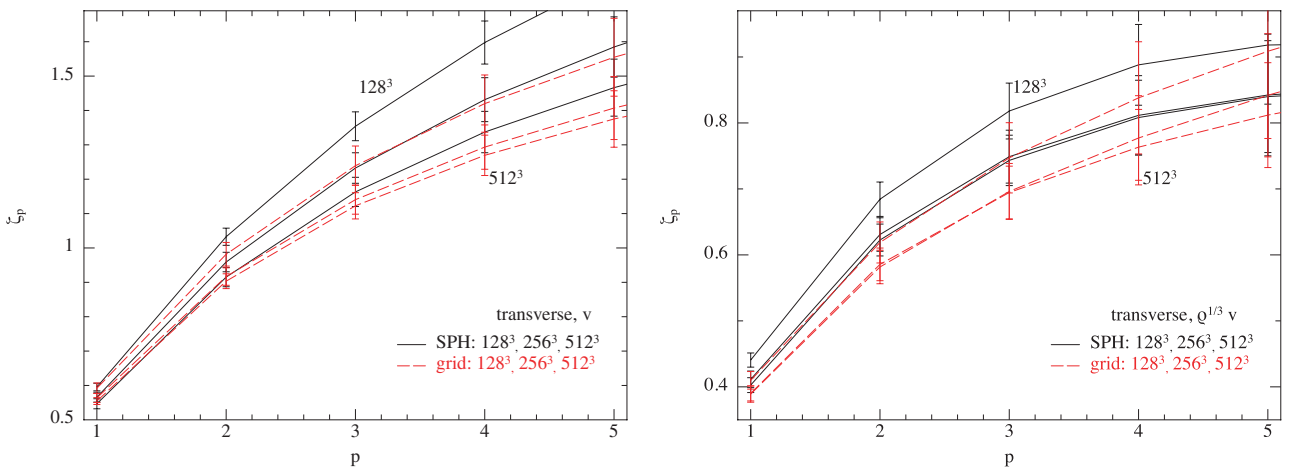 1.5
1
0.5
ζp
128³
512³
transverse, v
SPH: 128³, 256³, 512³
grid: 128³, 256³, 512³
1 2 3 4 5
p
0.8
0.6
0.4
ζp
128³
512³
transverse, ϱ¹ᐟ³ v
SPH: 128³, 256³, 512³
grid: 128³, 256³, 512³
1 2 3 4 5
p